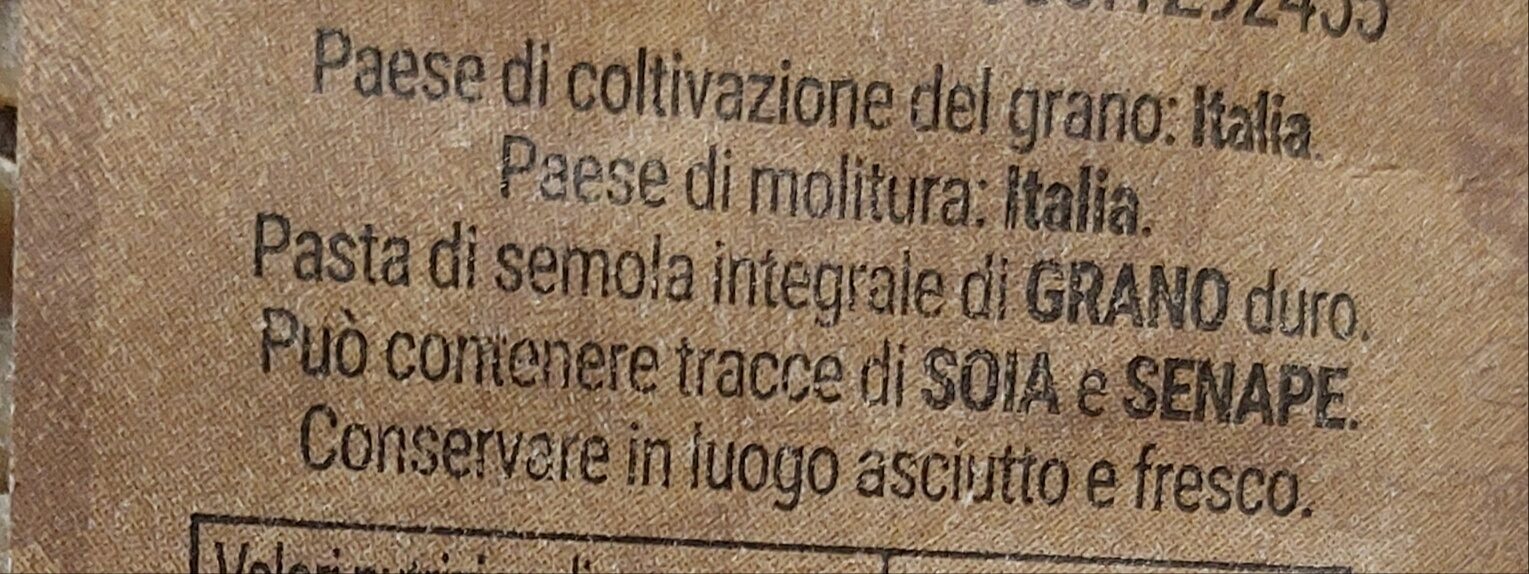 Paese di coltivazione del grano: Italia.
Paese di molitura: Italia.
Pasta di semola integrale di GRANO duro.
Può contenere tracce di SOIA e SENAPE.
Conservare in luogo asciutto e fresco.